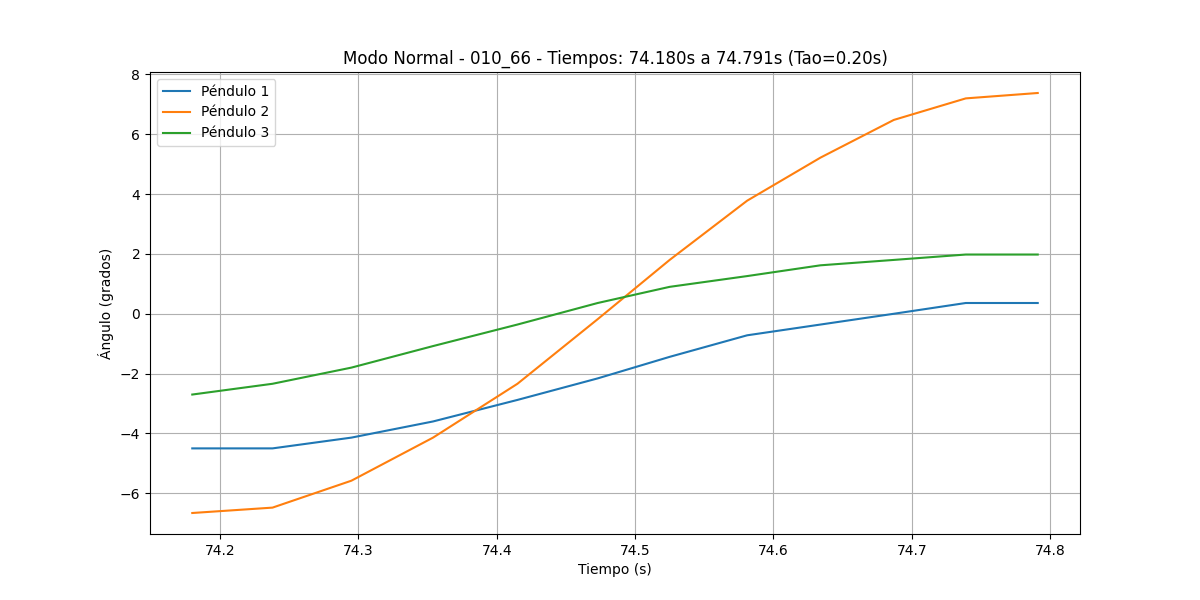 Modo Normal - 010_66 - Tiempos: 74.180s a 74.791s (Tao=0.20s)
Péndulo 1
Péndulo 2
Péndulo 3
Ángulo (grados)
8
6
4
2
0
−2
−4
−6
74.2 74.3 74.4 74.5 74.6 74.7 74.8
Tiempo (s)